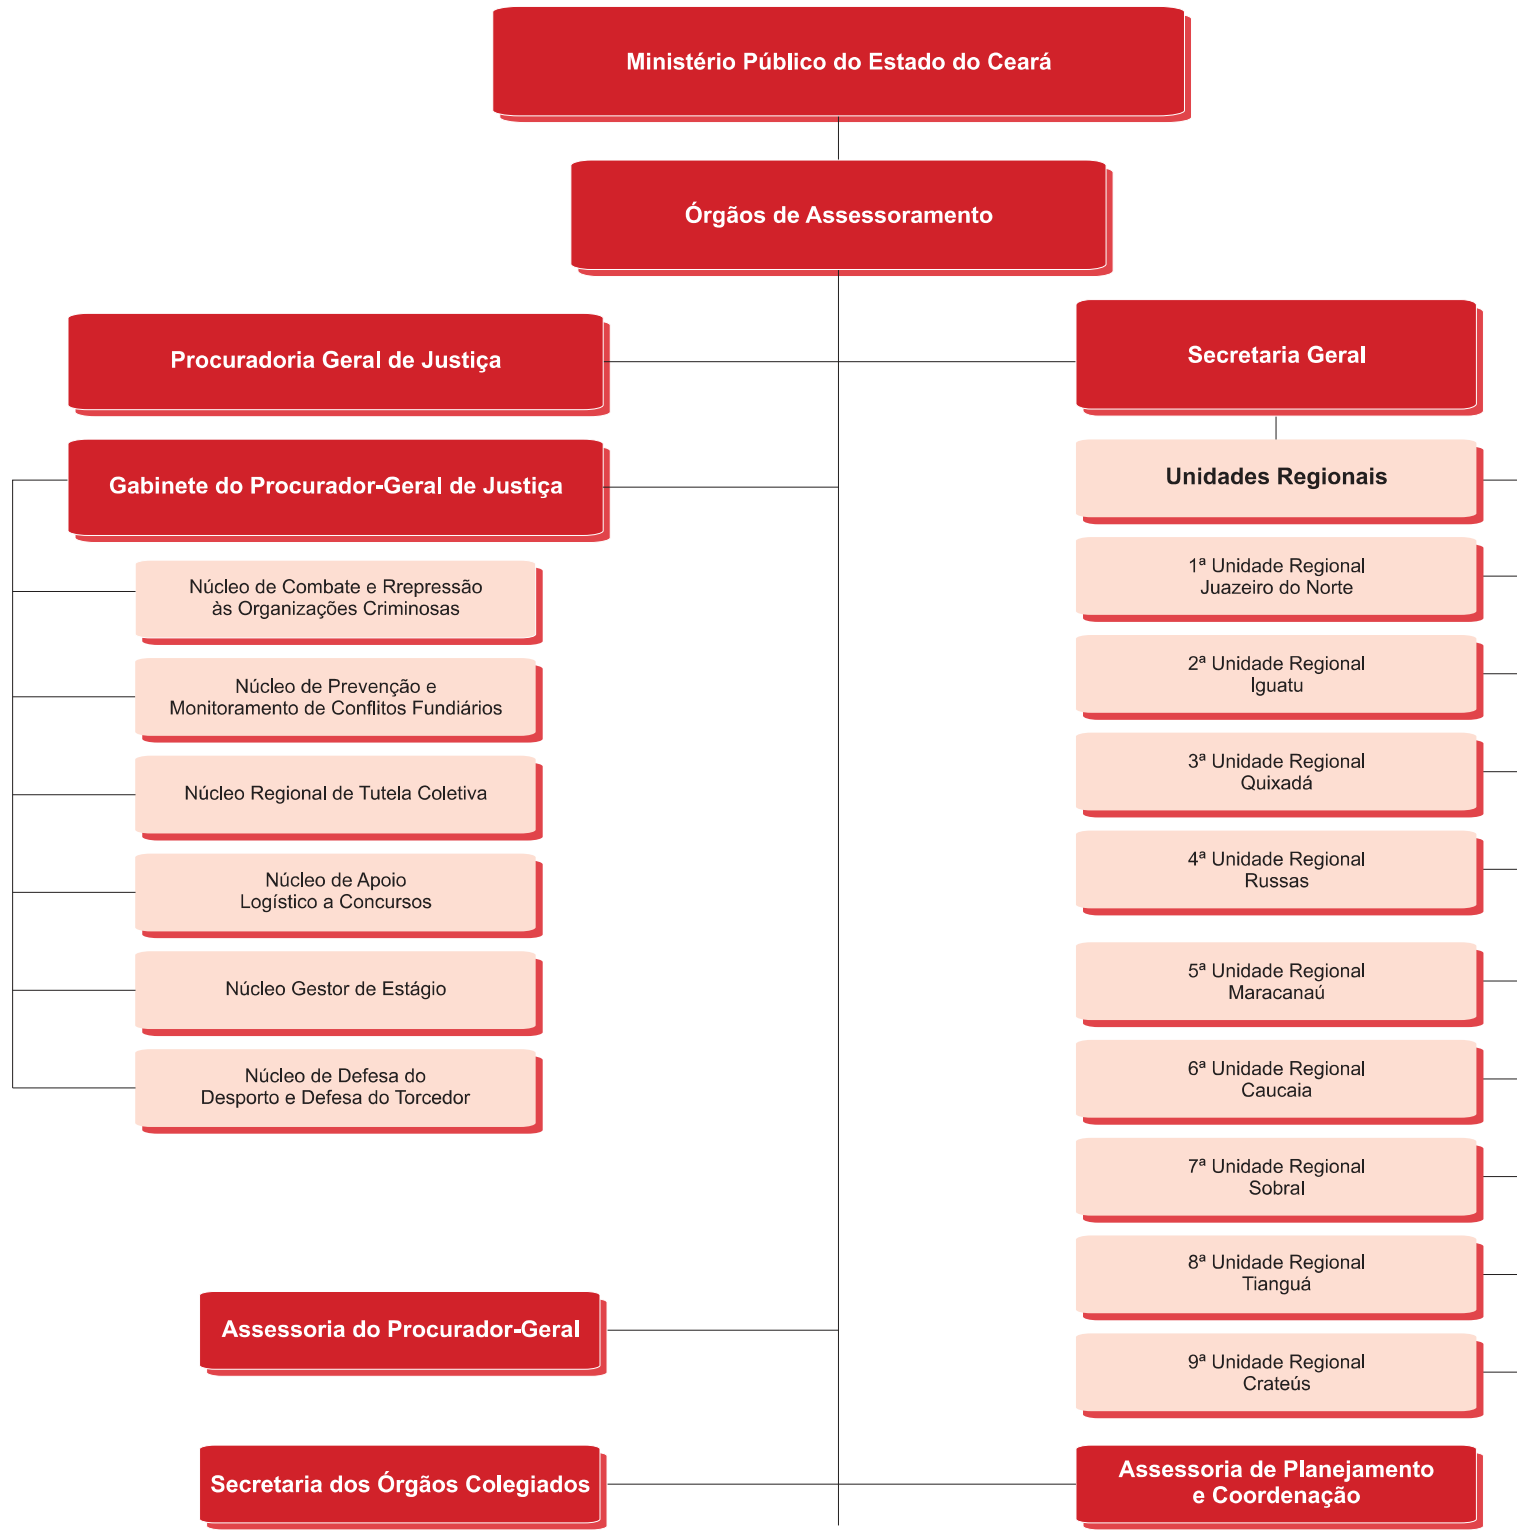 Ministério Público do Estado do Ceará
Órgãos de Assessoramento
Procuradoria Geral de Justiça
Secretaria Geral
Gabinete do Procurador-Geral de Justiça
Núcleo de Combate e Rrepressão
às Organizações Criminosas
Núcleo de Prevenção e
Monitoramento de Conflitos Fundiários
Núcleo Regional de Tutela Coletiva
Núcleo de Apoio
Logístico a Concursos
Núcleo Gestor de Estágio
Núcleo de Defesa do
Desporto e Defesa do Torcedor
Unidades Regionais
1ª Unidade Regional
Juazeiro do Norte
2ª Unidade Regional
Iguatu
3ª Unidade Regional
Quixadá
4ª Unidade Regional
Russas
5ª Unidade Regional
Maracanaú
6ª Unidade Regional
Caucaia
7ª Unidade Regional
Sobral
8ª Unidade Regional
Tianguá
9ª Unidade Regional
Crateús
Assessoria do Procurador-Geral
Secretaria dos Órgãos Colegiados
Assessoria de Planejamento
e Coordenação